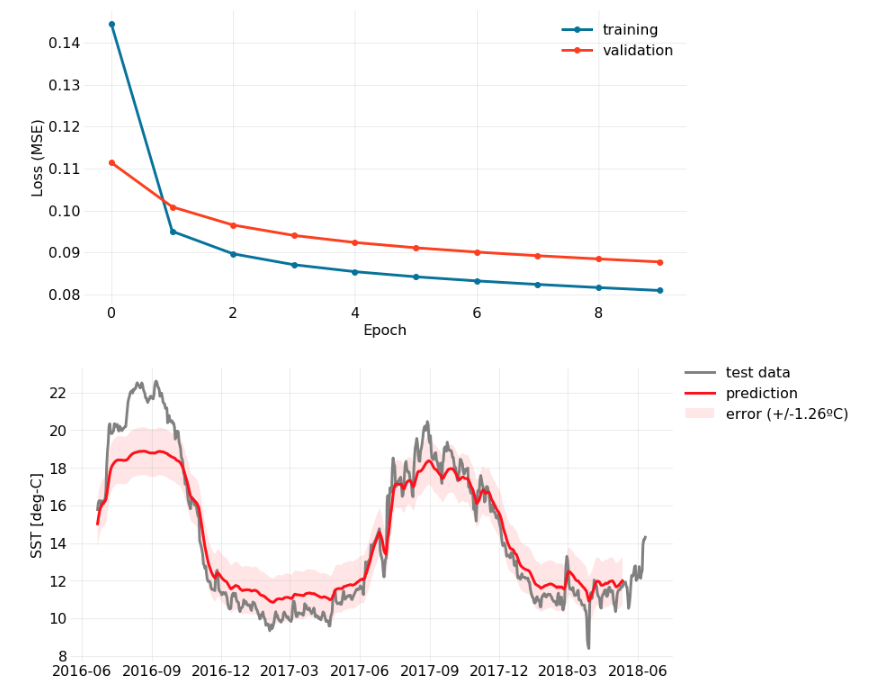 training
validation
0.14
0.13
0.12
0.11
0.10
0.09
0.08
Loss (MSE)
0 2 4 6 8
Epoch
test data
prediction
error (+/-1.26ºC)
22
20
18
16
14
12
10
8
SST [deg-C]
2016-06 2016-09 2016-12 2017-03 2017-06 2017-09 2017-12 2018-03 2018-06